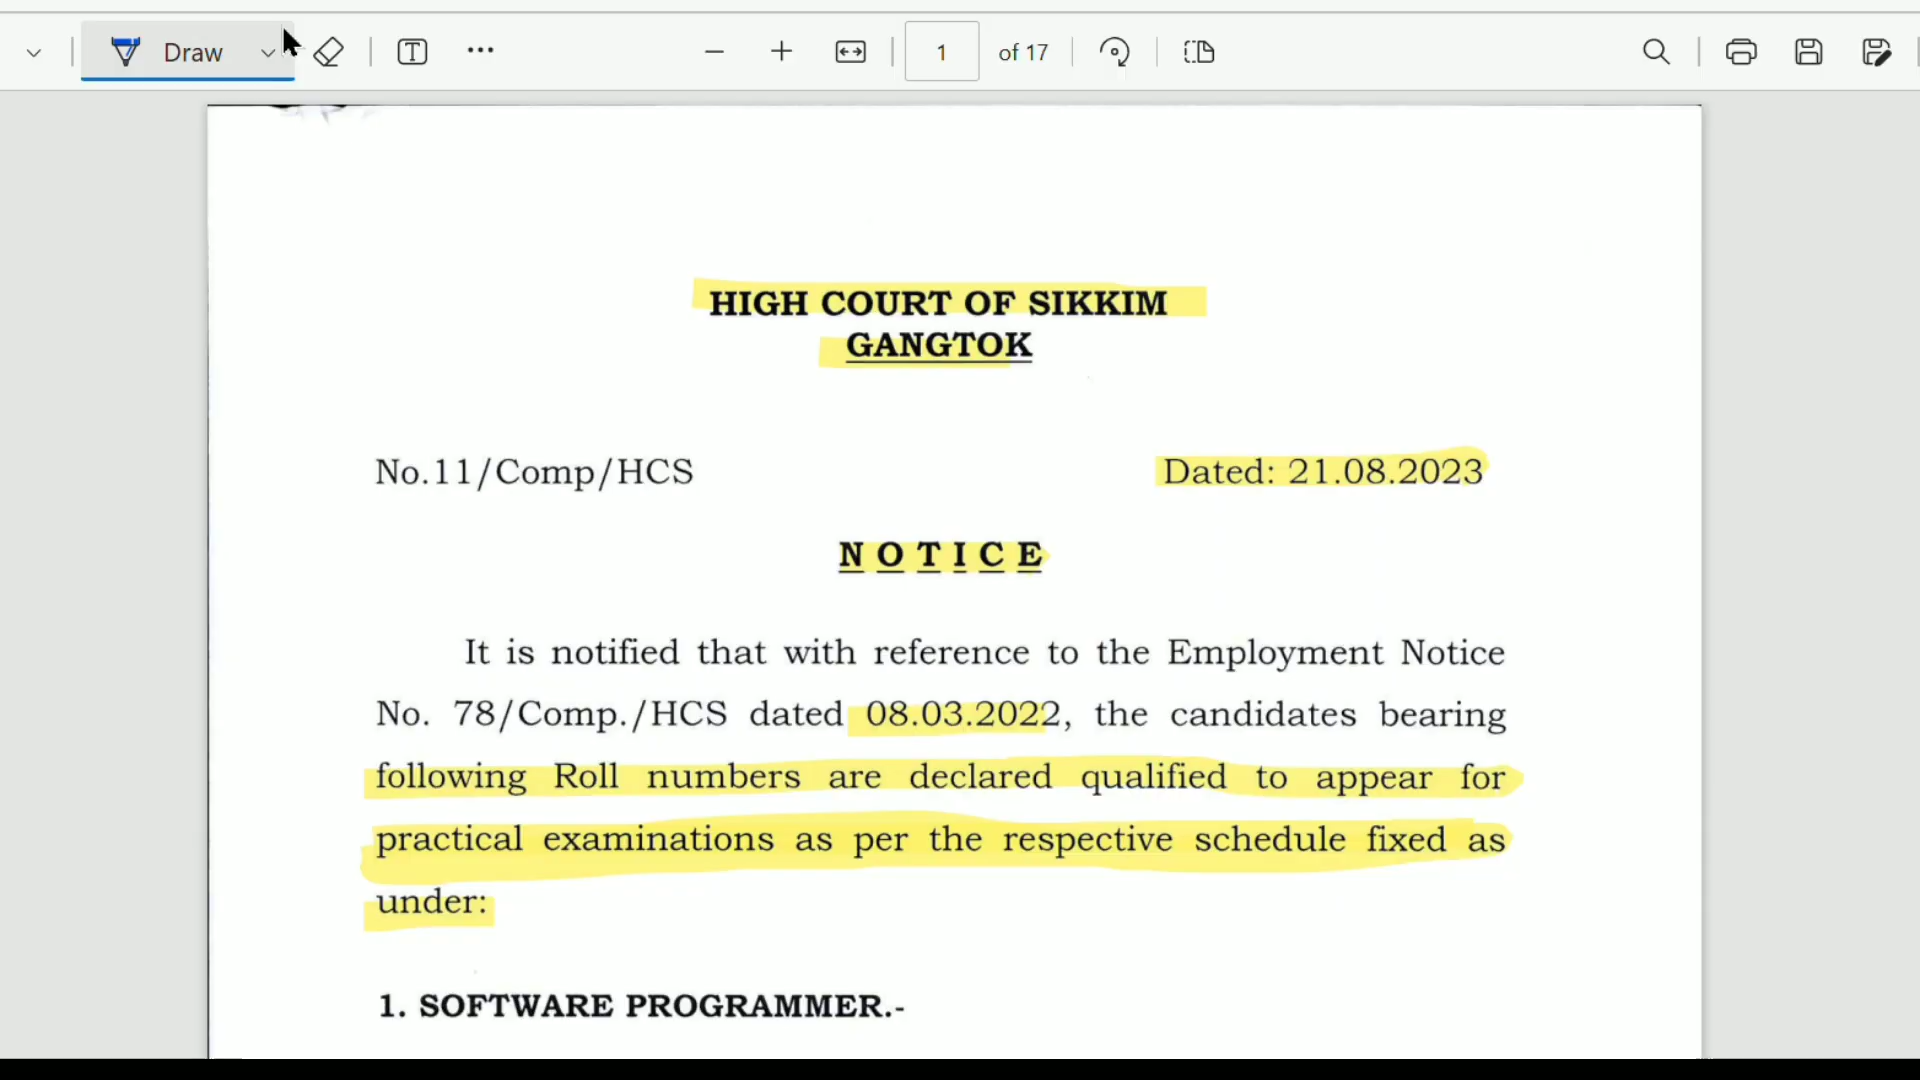 Draw
1 of 17
HIGH COURT OF SIKKIM
GANGTOK
No.11/Comp/HCS Dated: 21.08.2023
N O T I C E
It is notified that with reference to the Employment Notice
No. 78/Comp./HCS dated 08.03.2022, the candidates bearing
following Roll numbers are declared qualified to appear for
practical examinations as per the respective schedule fixed as
under:
1. SOFTWARE PROGRAMMER.-